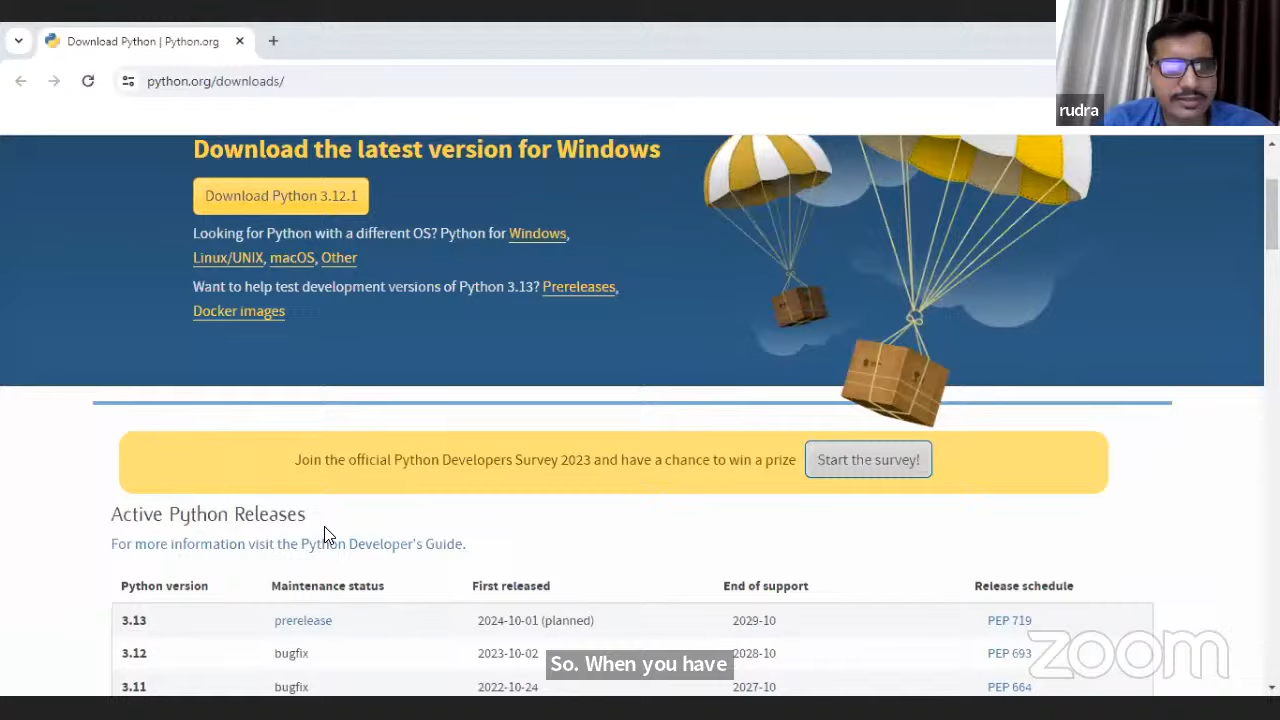 Download Python | Python.org
python.org/downloads/
rudra
Download the latest version for Windows
Download Python 3.12.1
Looking for Python with a different OS? Python for Windows,
Linux/UNIX, macOS, Other
Want to help test development versions of Python 3.13? Prereleases,
Docker images
Join the official Python Developers Survey 2023 and have a chance to win a prize Start the survey!
Active Python Releases
For more information visit the Python Developer's Guide.
Python version Maintenance status First released End of support Release schedule
3.13 prerelease 2024-10-01 (planned) 2029-10 PEP 719
3.12 bugfix 2023-10-02 2028-10 PEP 693
3.11 bugfix 2022-10-24 2027-10 PEP 664
So. When you have
zoom